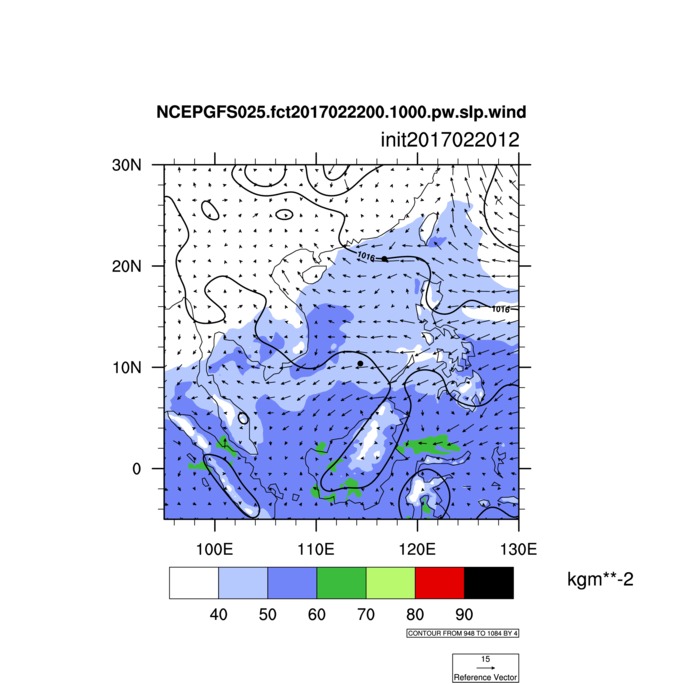 NCEPGFS025.fct2017022200.1000.pw.slp.wind
init2017022012
30N
20N
10N
0
1016
1016
100E 110E 120E 130E
kgm**-2
40 50 60 70 80 90
CONTOUR FROM 948 TO 1084 BY 4
15
Reference Vector